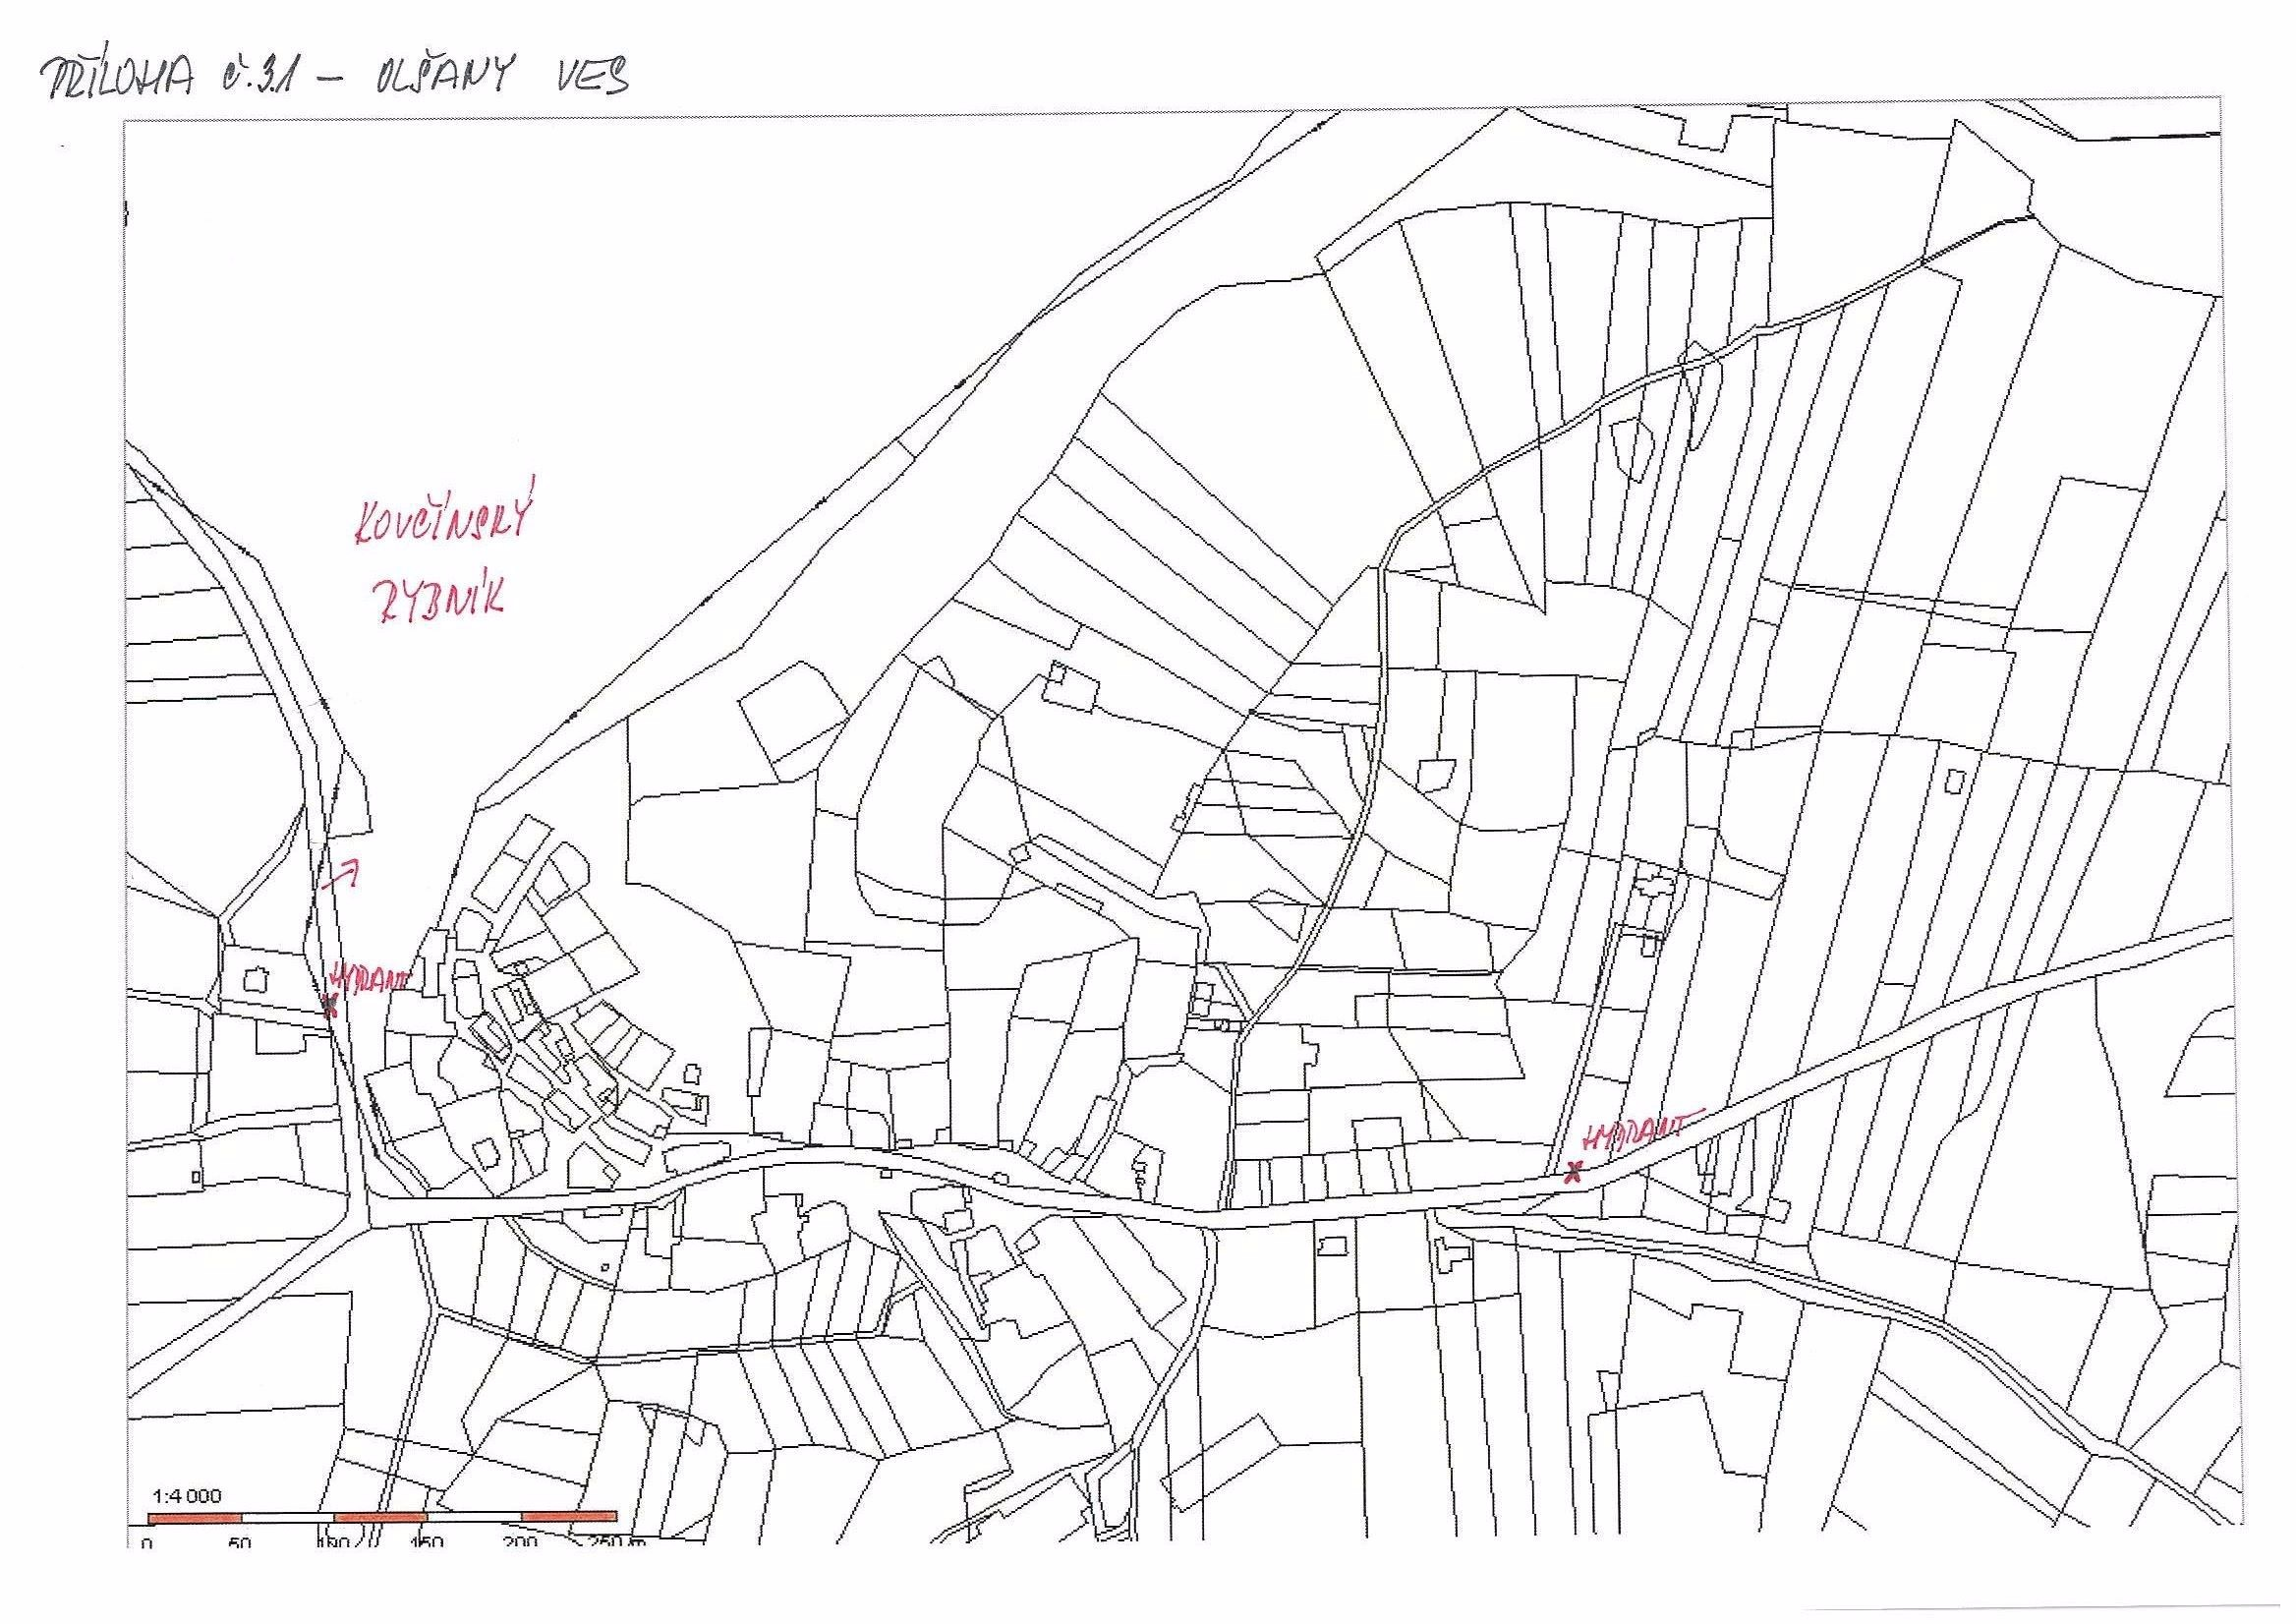 PŘÍLOHA č.3.1 – OLŠANY VES
KOVČÍNSKÝ
RYBNÍK
HYDRANT
HYDRANT
1:4 000
0 50 100 150 200 250 m